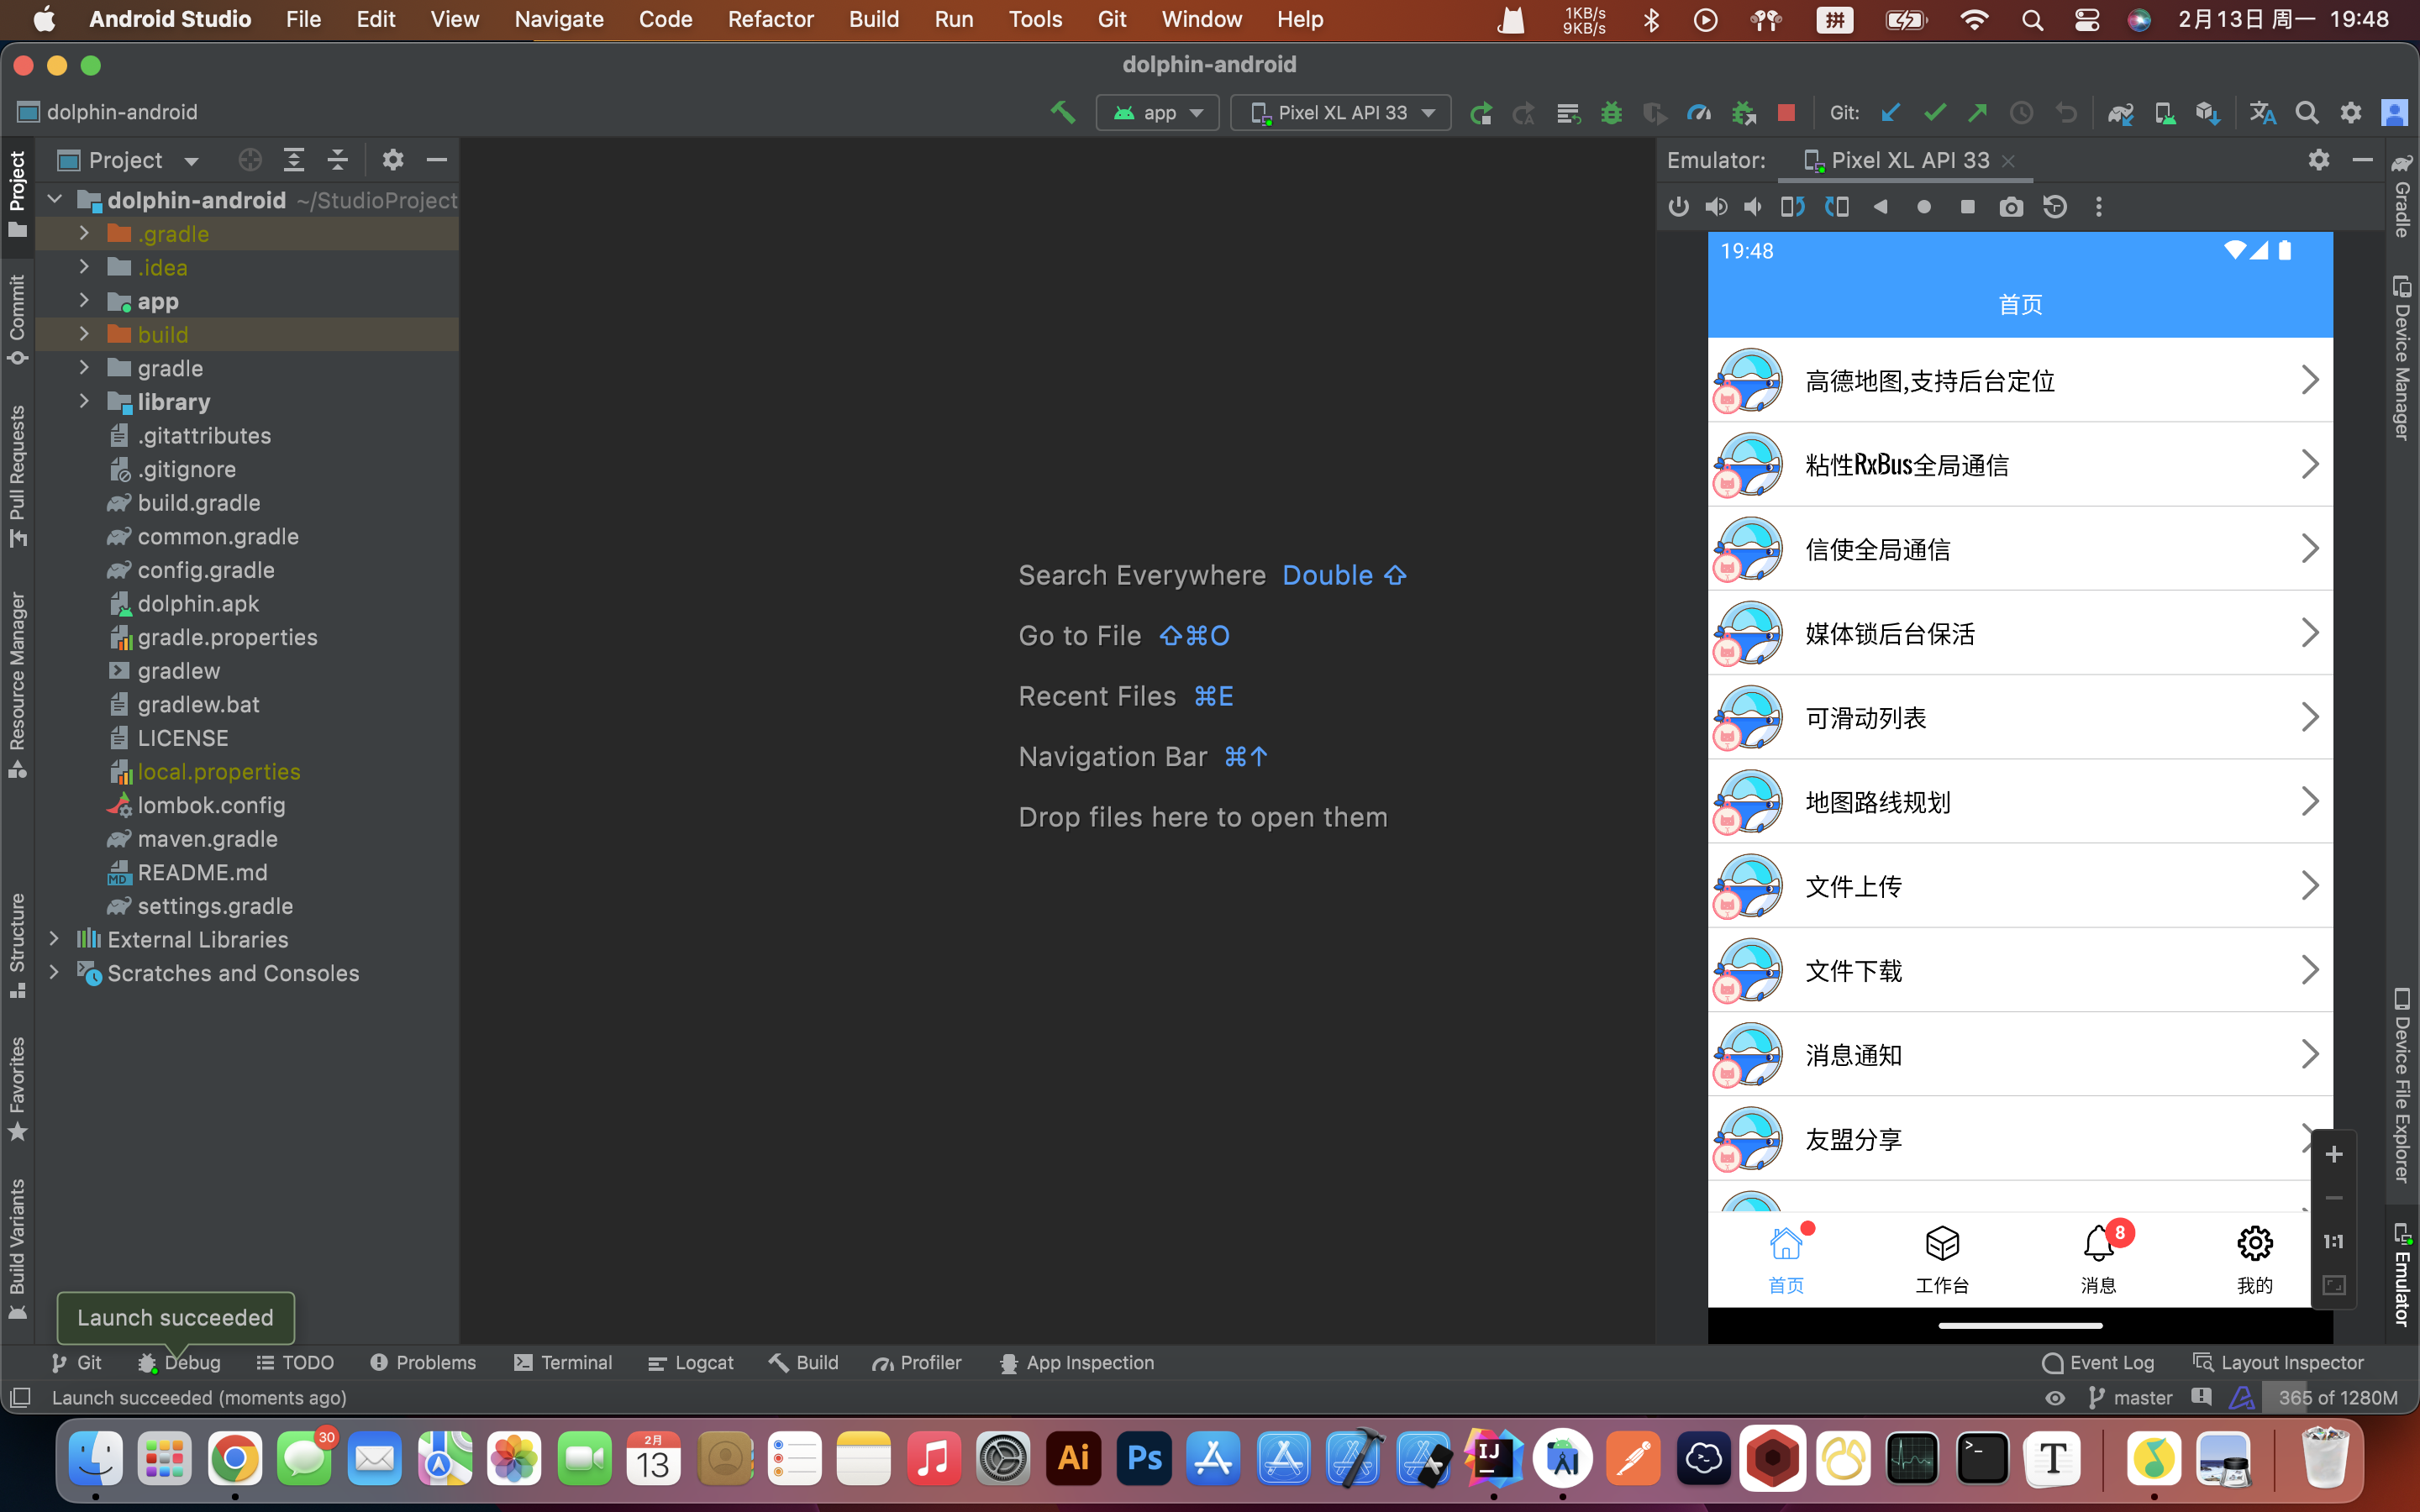 Android Studio File Edit View Navigate Code Refactor Build Run Tools Git Window Help
1KB/s
9KB/s
拼
2月13日 周一 19:48
dolphin-android
dolphin-android
app
Pixel XL API 33
Git:
Project
Emulator: Pixel XL API 33
dolphin-android ~/StudioProject
.gradle
.idea
app
build
gradle
library
.gitattributes
.gitignore
build.gradle
common.gradle
config.gradle
dolphin.apk
gradle.properties
gradlew
gradlew.bat
LICENSE
local.properties
lombok.config
maven.gradle
README.md
settings.gradle
External Libraries
Scratches and Consoles
Project
Commit
Pull Requests
Resource Manager
Structure
Favorites
Build Variants
Search Everywhere Double ⇧
Go to File ⇧⌘O
Recent Files ⌘E
Navigation Bar ⌘↑
Drop files here to open them
19:48
首页
高德地图,支持后台定位
粘性RxBus全局通信
信使全局通信
媒体锁后台保活
可滑动列表
地图路线规划
文件上传
文件下载
消息通知
友盟分享
8
首页 工作台 消息 我的
1:1
Gradle
Device Manager
Device File Explorer
Emulator
Launch succeeded
Git Debug TODO Problems Terminal Logcat Build Profiler App Inspection Event Log Layout Inspector
Launch succeeded (moments ago)
master
365 of 1280M
30
2月
13
Ai
Ps
IJ
T